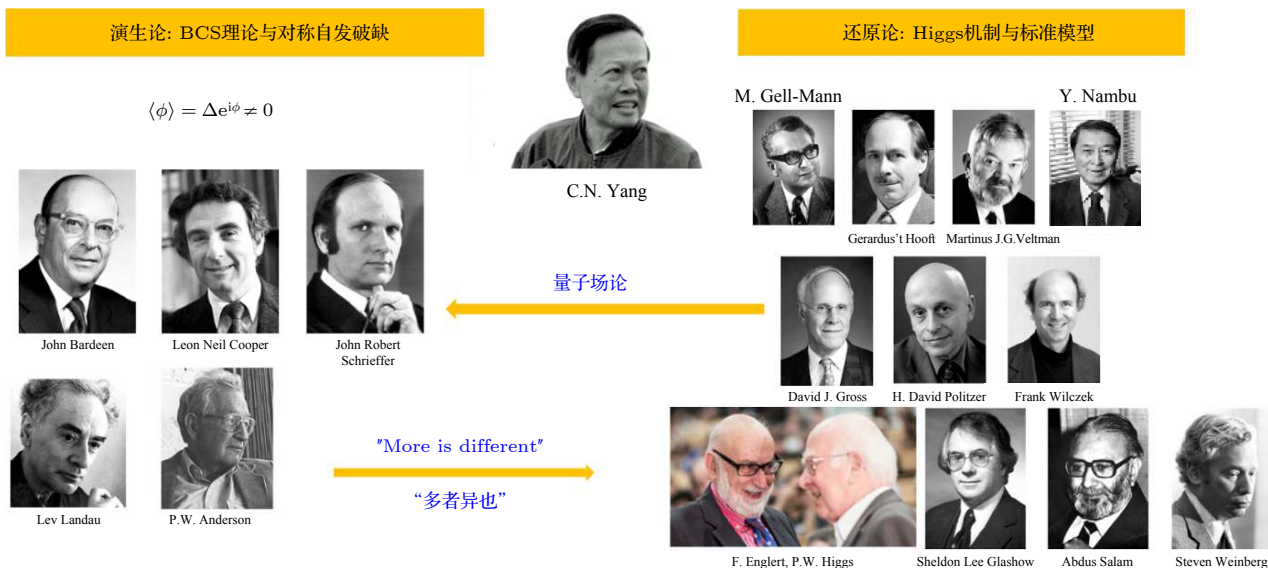 演生论: BCS理论与对称自发破缺
还原论: Higgs机制与标准模型
⟨ϕ⟩ = Δe^{iϕ} ≠ 0
C.N. Yang
M. Gell-Mann
Y. Nambu
Gerardus't Hooft
Martinus J.G.Veltman
量子场论
John Bardeen
Leon Neil Cooper
John Robert
Schrieffer
David J. Gross
H. David Politzer
Frank Wilczek
"More is different"
“多者异也”
Lev Landau
P.W. Anderson
F. Englert, P.W. Higgs
Sheldon Lee Glashow
Abdus Salam
Steven Weinberg